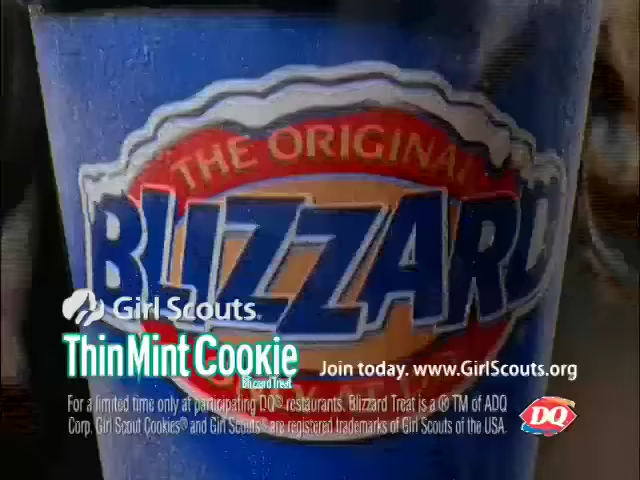 THE ORIGINAL
BLIZZARD
Girl Scouts®
Thin Mint Cookie
Blizzard Treat
Join today. www.GirlScouts.org
For a limited time only at participating DQ® restaurants. Blizzard Treat is a ® TM of ADQ
Corp. Girl Scout Cookies® and Girl Scouts® are registered trademarks of Girl Scouts of the USA.
DQ